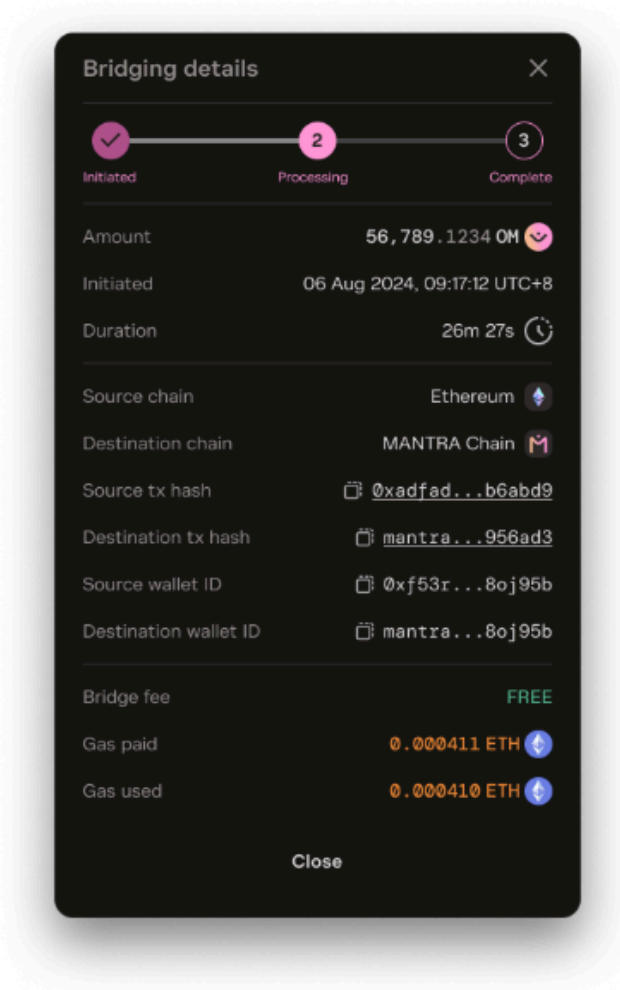 Bridging details
2 3
Initiated Processing Complete
Amount 56,789.1234 OM
Initiated 06 Aug 2024, 09:17:12 UTC+8
Duration 26m 27s
Source chain Ethereum
Destination chain MANTRA Chain
Source tx hash 0xadfad...b6abd9
Destination tx hash mantra...956ad3
Source wallet ID 0xf53r...8oj95b
Destination wallet ID mantra...8oj95b
Bridge fee FREE
Gas paid 0.000411 ETH
Gas used 0.000410 ETH
Close